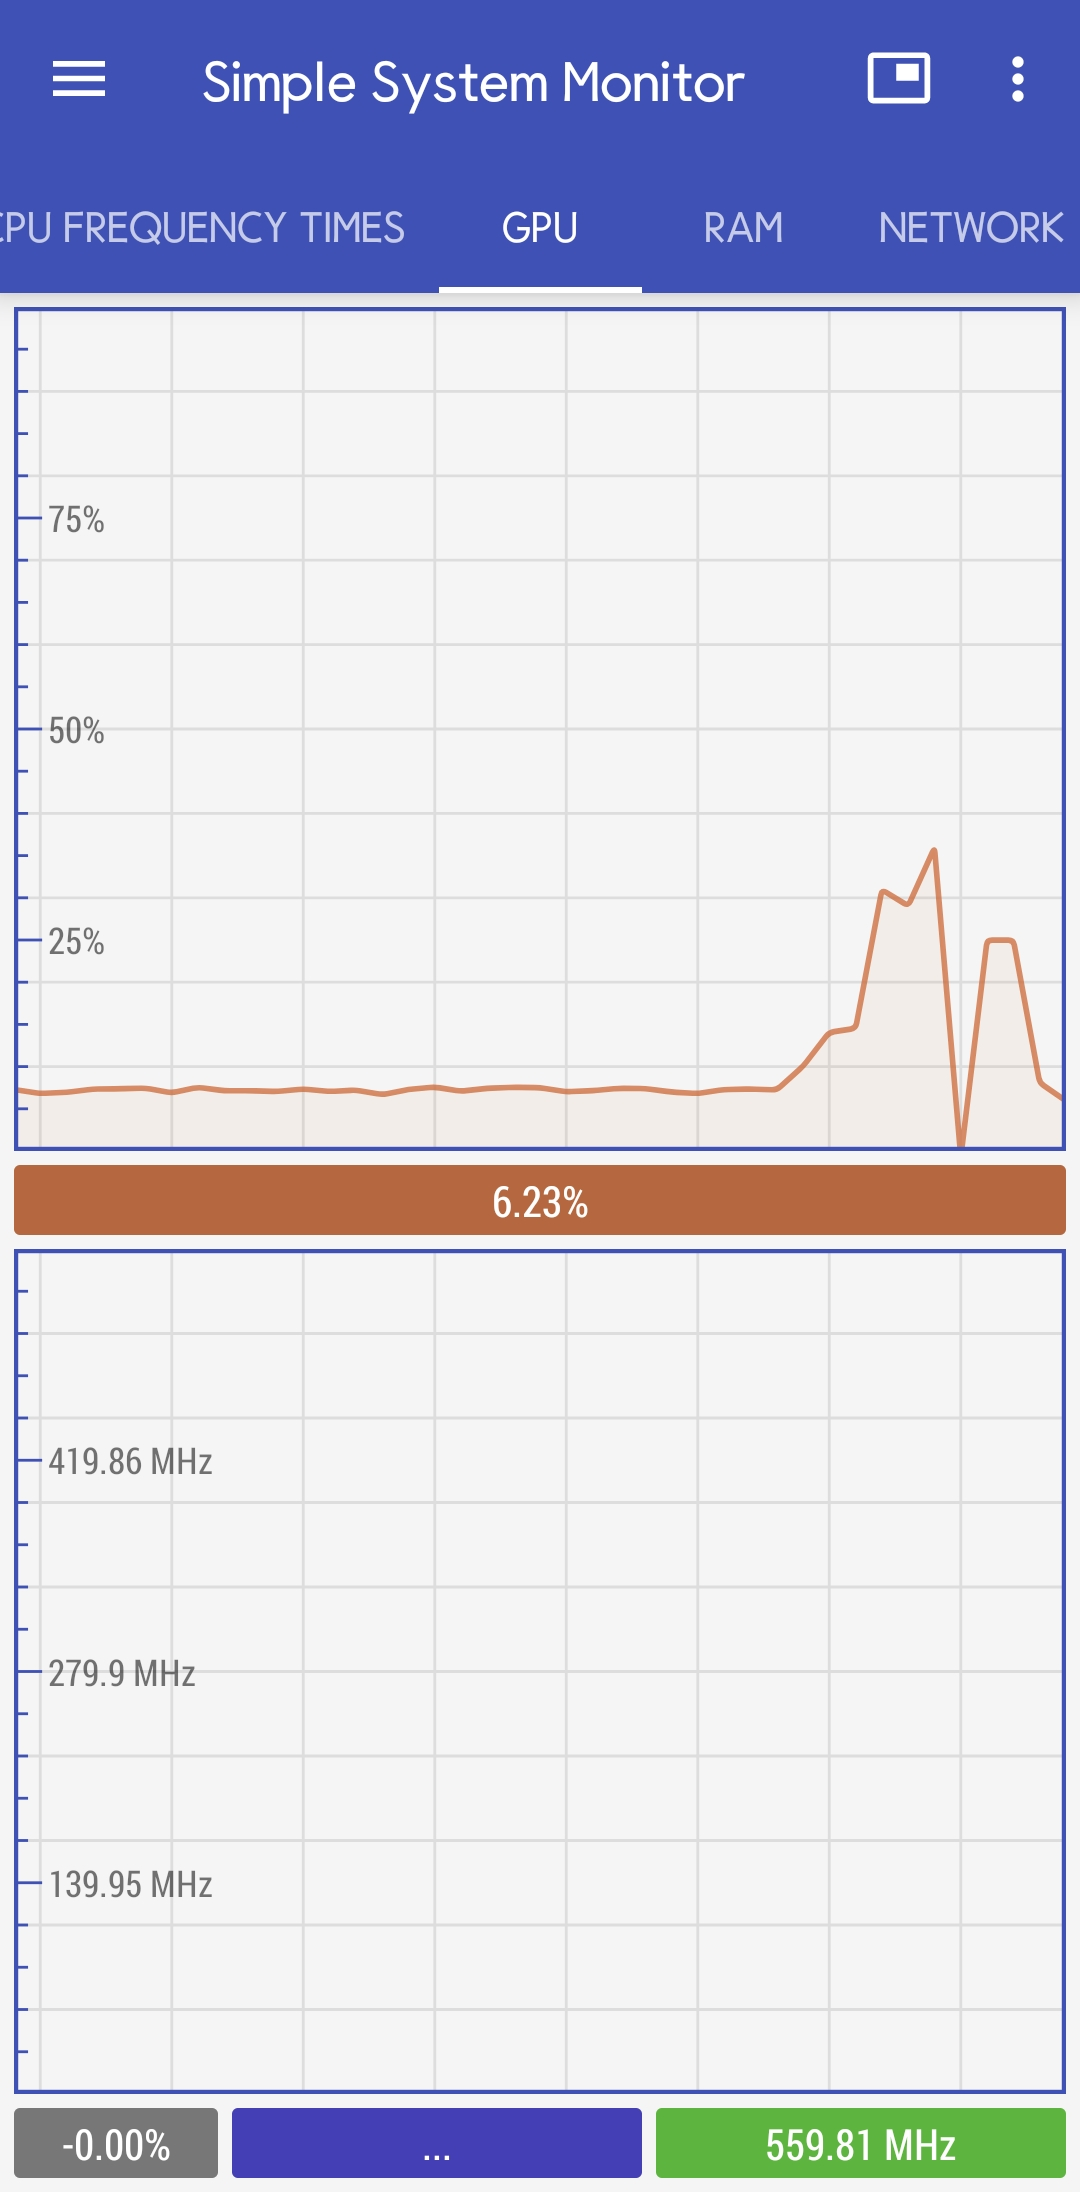 Simple System Monitor
CPU FREQUENCY TIMES GPU RAM NETWORK
75%
50%
25%
6.23%
419.86 MHz
279.9 MHz
139.95 MHz
-0.00% ... 559.81 MHz